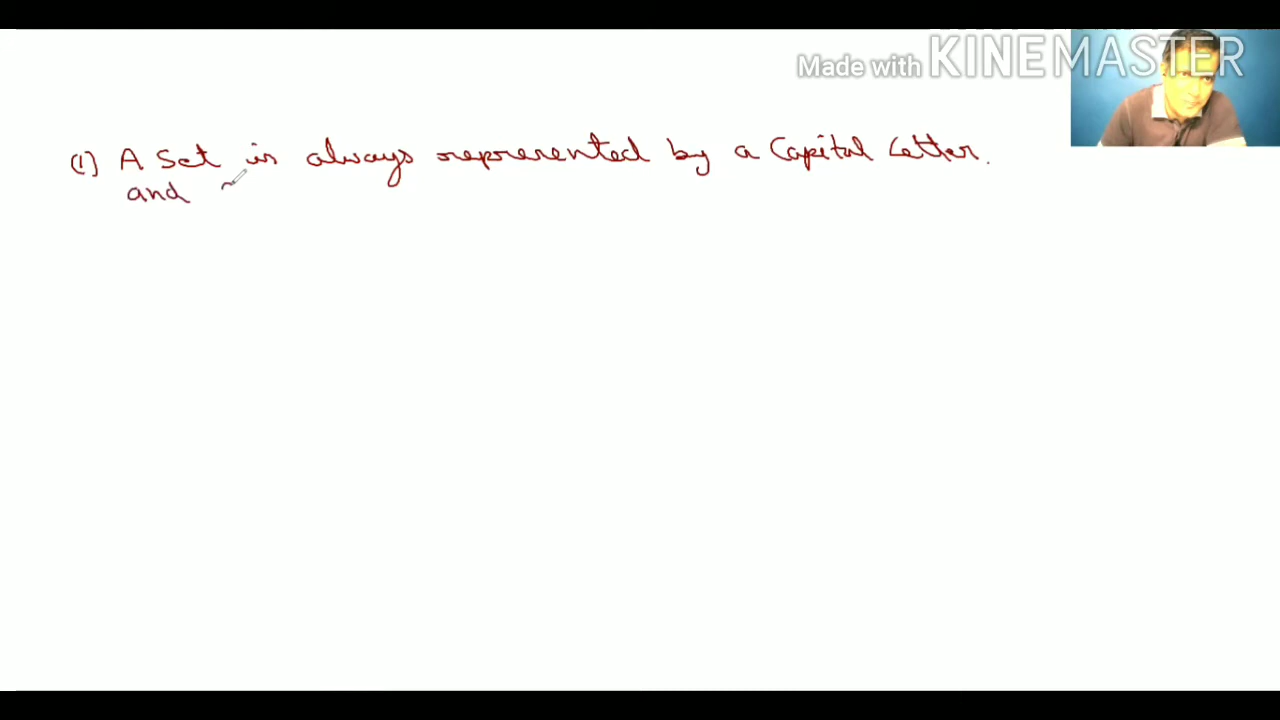 Made with KINEMASTER
(1) A Set is always represented by a Capital Letter.
and